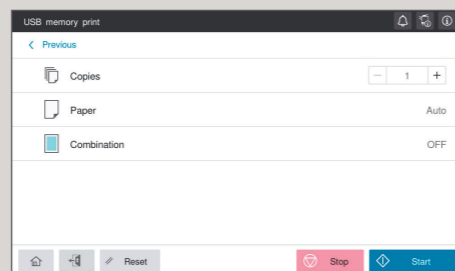 USB memory print
Previous
Copies
1
Paper
Auto
Combination
OFF
Reset
Stop
Start